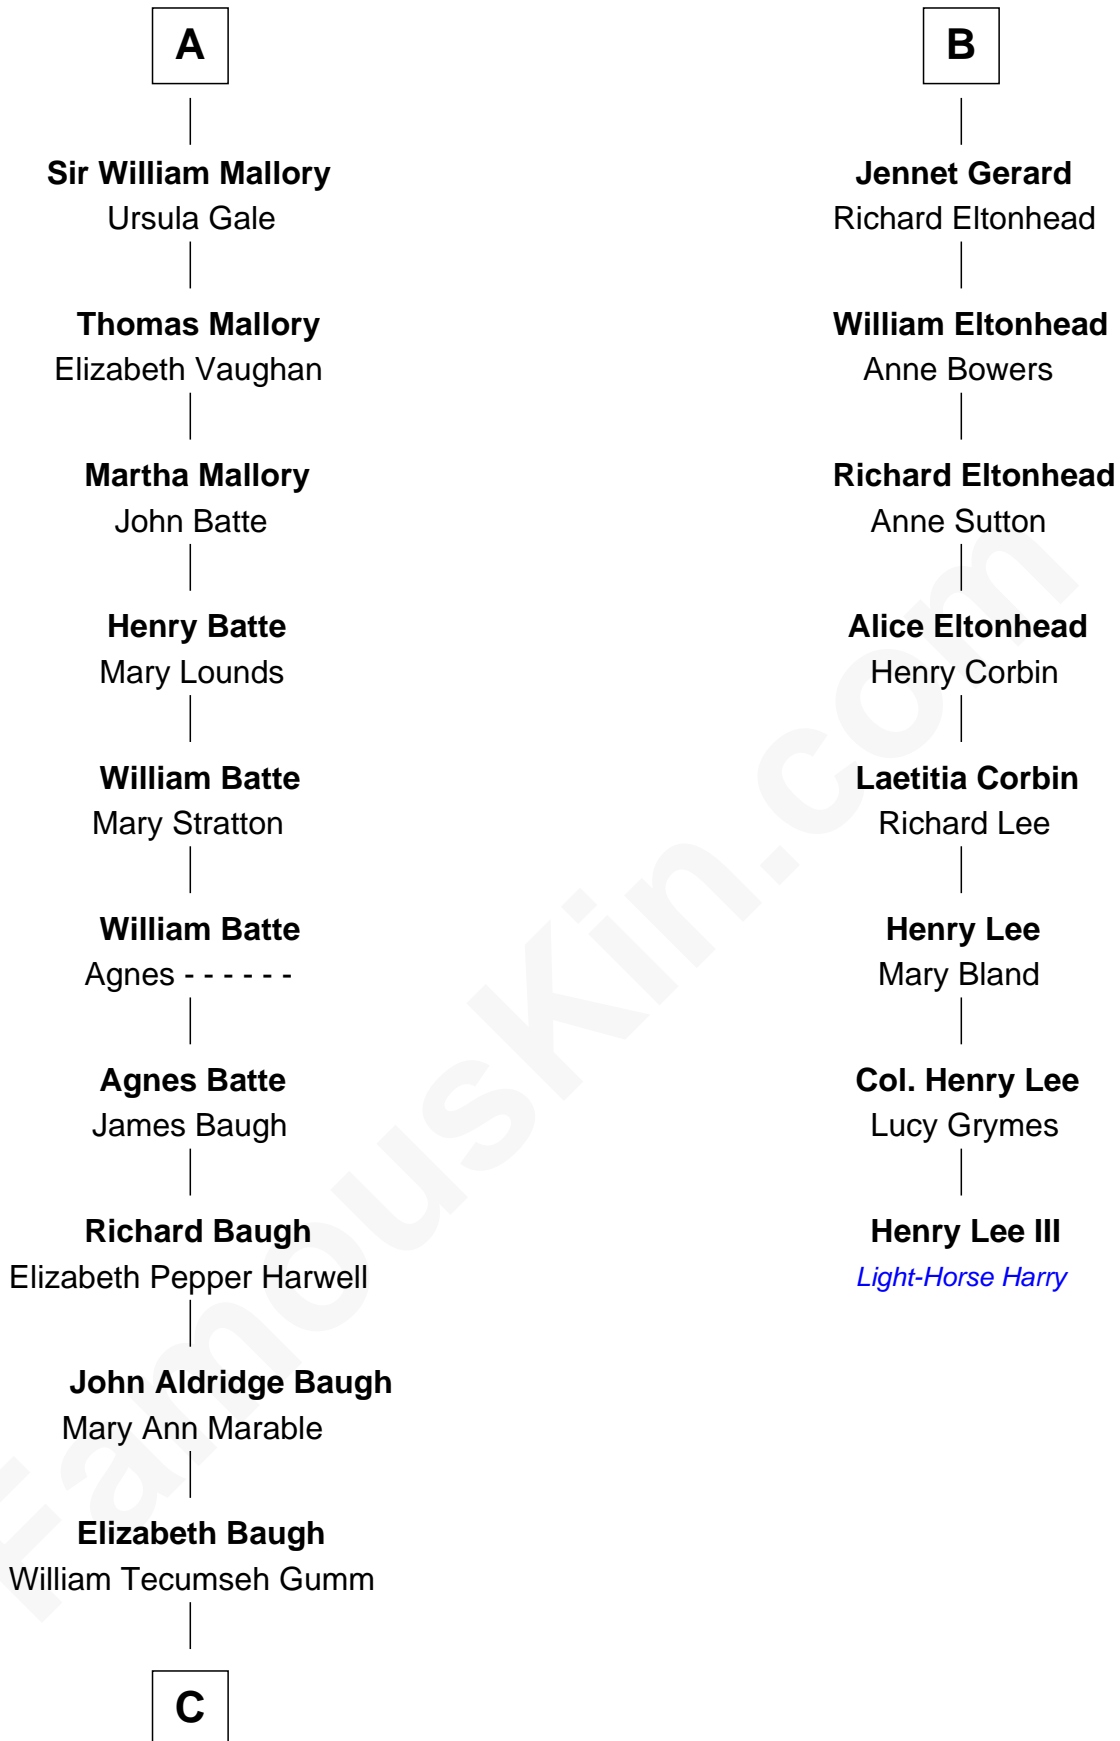 A
Sir William Mallory
Ursula Gale
Thomas Mallory
Elizabeth Vaughan
Martha Mallory
John Batte
Henry Batte
Mary Lounds
William Batte
Mary Stratton
William Batte
Agnes - - - - - -
Agnes Batte
James Baugh
Richard Baugh
Elizabeth Pepper Harwell
John Aldridge Baugh
Mary Ann Marable
Elizabeth Baugh
William Tecumseh Gumm
C
B
Jennet Gerard
Richard Eltonhead
William Eltonhead
Anne Bowers
Richard Eltonhead
Anne Sutton
Alice Eltonhead
Henry Corbin
Laetitia Corbin
Richard Lee
Henry Lee
Mary Bland
Col. Henry Lee
Lucy Grymes
Henry Lee III
Light-Horse Harry
FamousKin.com